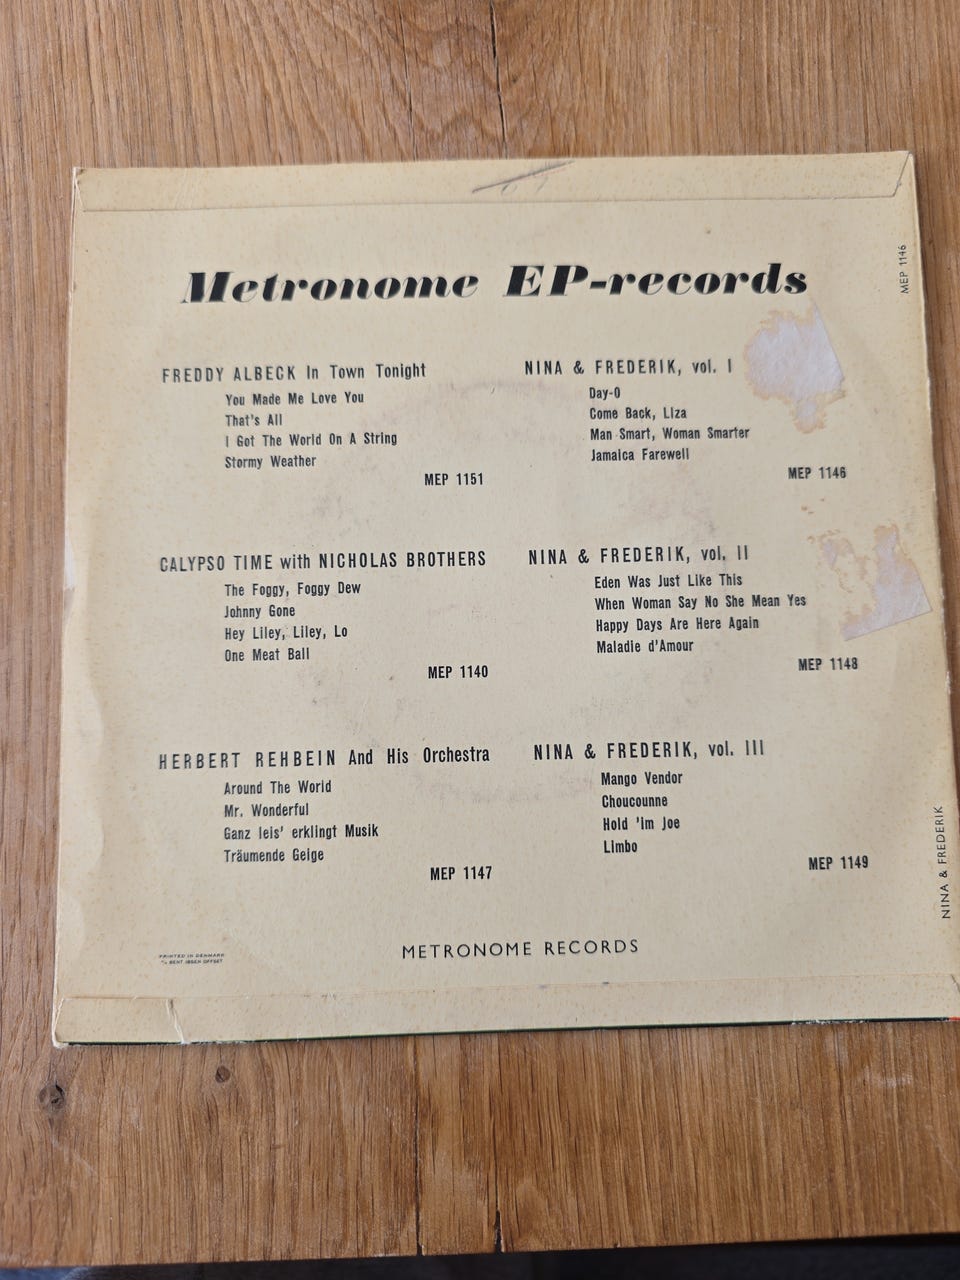 Metronome EP-records
FREDDY ALBECK In Town Tonight
You Made Me Love You
That's All
I Got The World On A String
Stormy Weather
MEP 1151
CALYPSO TIME with NICHOLAS BROTHERS
The Foggy, Foggy Dew
Johnny Gone
Hey Liley, Liley, Lo
One Meat Ball
MEP 1140
HERBERT REHBEIN And His Orchestra
Around The World
Mr. Wonderful
Ganz leis' erklingt Musik
Träumende Geige
MEP 1147
NINA & FREDERIK, vol. I
Day-O
Come Back, Liza
Man Smart, Woman Smarter
Jamaica Farewell
MEP 1146
NINA & FREDERIK, vol. II
Eden Was Just Like This
When Woman Say No She Mean Yes
Happy Days Are Here Again
Maladie d'Amour
MEP 1148
NINA & FREDERIK, vol. III
Mango Vendor
Choucounne
Hold 'im Joe
Limbo
MEP 1149
METRONOME RECORDS
PRINTED IN DENMARK
BENT IBSEN OFFSET
MEP 1146
NINA & FREDERIK